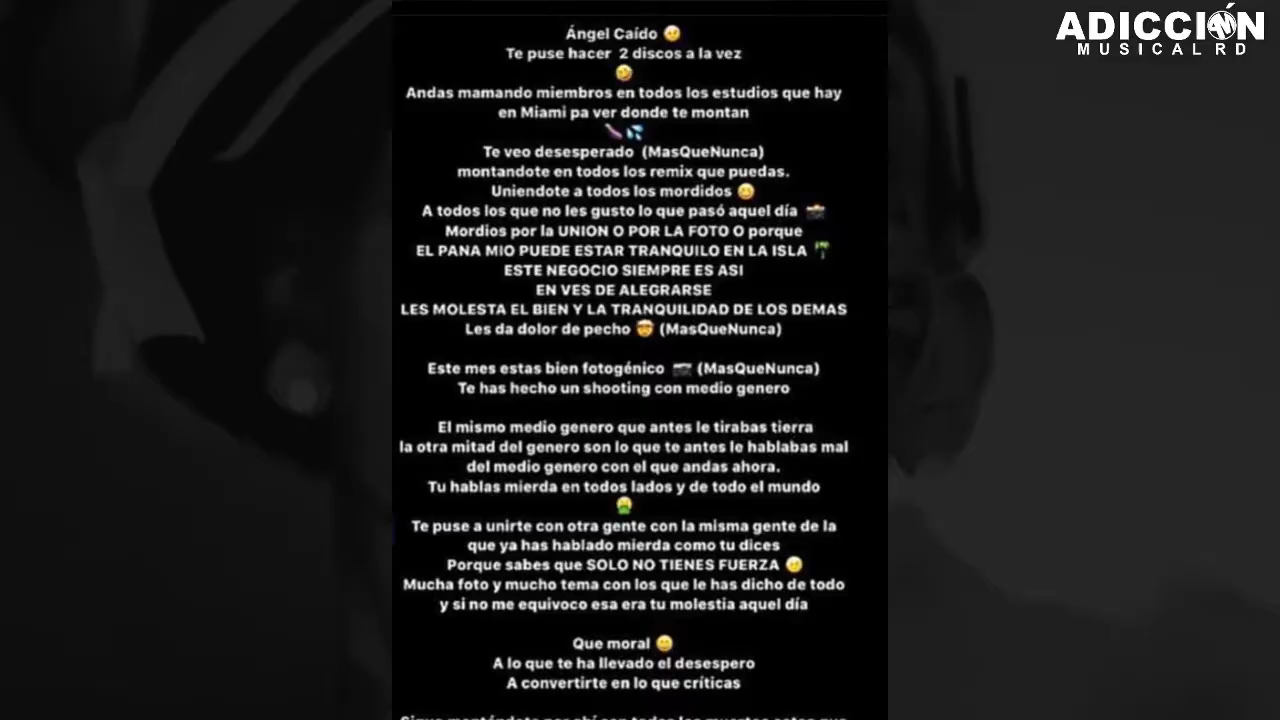 ADICCIÓN
MUSICAL RD
Ángel Caído 🫢
Te puse hacer 2 discos a la vez
🤣
Andas mamando miembros en todos los estudios que hay
en Miami pa ver donde te montan
🍆💦
Te veo desesperado (MasQueNunca)
montandote en todos los remix que puedas.
Uniendote a todos los mordidos 😀
A todos los que no les gusto lo que pasó aquel día 📸
Mordios por la UNION O POR LA FOTO O porque
EL PANA MIO PUEDE ESTAR TRANQUILO EN LA ISLA 🌴
ESTE NEGOCIO SIEMPRE ES ASI
EN VES DE ALEGRARSE
LES MOLESTA EL BIEN Y LA TRANQUILIDAD DE LOS DEMAS
Les da dolor de pecho 🤯 (MasQueNunca)
Este mes estas bien fotogénico 📷 (MasQueNunca)
Te has hecho un shooting con medio genero
El mismo medio genero que antes le tirabas tierra
la otra mitad del genero son lo que te antes le hablabas mal
del medio genero con el que andas ahora.
Tu hablas mierda en todos lados y de todo el mundo
🤮
Te puse a unirte con otra gente con la misma gente de la
que ya has hablado mierda como tu dices
Porque sabes que SOLO NO TIENES FUERZA 🫢
Mucha foto y mucho tema con los que le has dicho de todo
y si no me equivoco esa era tu molestia aquel día
Que moral 😀
A lo que te ha llevado el desespero
A convertirte en lo que críticas